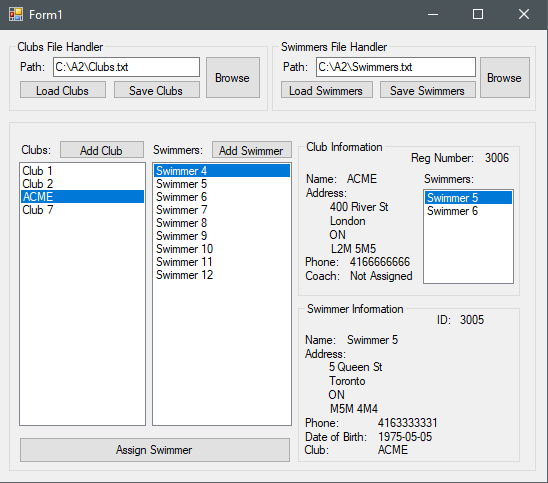 Form1
Clubs File Handler
Path: C:\A2\Clubs.txt
Browse
Load Clubs Save Clubs
Swimmers File Handler
Path: C:\A2\Swimmers.txt
Browse
Load Swimmers Save Swimmers
Clubs: Add Club
Club 1
Club 2
ACME
Club 7
Swimmers: Add Swimmer
Swimmer 4
Swimmer 5
Swimmer 6
Swimmer 7
Swimmer 8
Swimmer 9
Swimmer 10
Swimmer 11
Swimmer 12
Assign Swimmer
Club Information
Reg Number: 3006
Name: ACME
Address:
400 River St
London
ON
L2M 5M5
Phone: 4166666666
Coach: Not Assigned
Swimmers:
Swimmer 5
Swimmer 6
Swimmer Information
ID: 3005
Name: Swimmer 5
Address:
5 Queen St
Toronto
ON
M5M 4M4
Phone: 4163333331
Date of Birth: 1975-05-05
Club: ACME